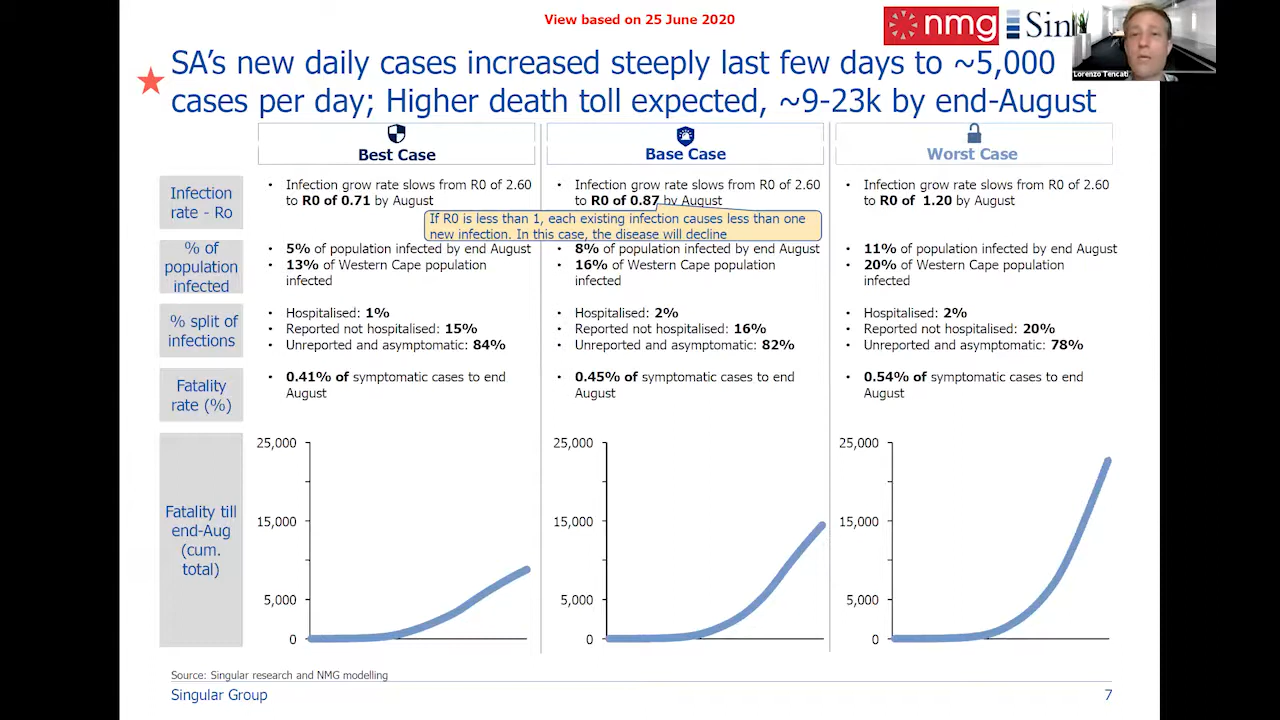 View based on 25 June 2020
nmg
Sin
Lorenzo Tencati
SA's new daily cases increased steeply last few days to ~5,000
cases per day; Higher death toll expected, ~9-23k by end-August
Best Case
Base Case
Worst Case
Infection
rate - Ro
• Infection grow rate slows from R0 of 2.60
to R0 of 0.71 by August
• Infection grow rate slows from R0 of 2.60
to R0 of 0.87 by August
• Infection grow rate slows from R0 of 2.60
to R0 of 1.20 by August
If R0 is less than 1, each existing infection causes less than one
new infection. In this case, the disease will decline
% of
population
infected
• 5% of population infected by end August
• 13% of Western Cape population
infected
• 8% of population infected by end August
• 16% of Western Cape population
infected
• 11% of population infected by end August
• 20% of Western Cape population
infected
% split of
infections
• Hospitalised: 1%
• Reported not hospitalised: 15%
• Unreported and asymptomatic: 84%
• Hospitalised: 2%
• Reported not hospitalised: 16%
• Unreported and asymptomatic: 82%
• Hospitalised: 2%
• Reported not hospitalised: 20%
• Unreported and asymptomatic: 78%
Fatality
rate (%)
• 0.41% of symptomatic cases to end
August
• 0.45% of symptomatic cases to end
August
• 0.54% of symptomatic cases to end
August
Fatality till
end-Aug
(cum.
total)
25,000
15,000
5,000
0
25,000
15,000
5,000
0
25,000
15,000
5,000
0
Source: Singular research and NMG modelling
Singular Group
7